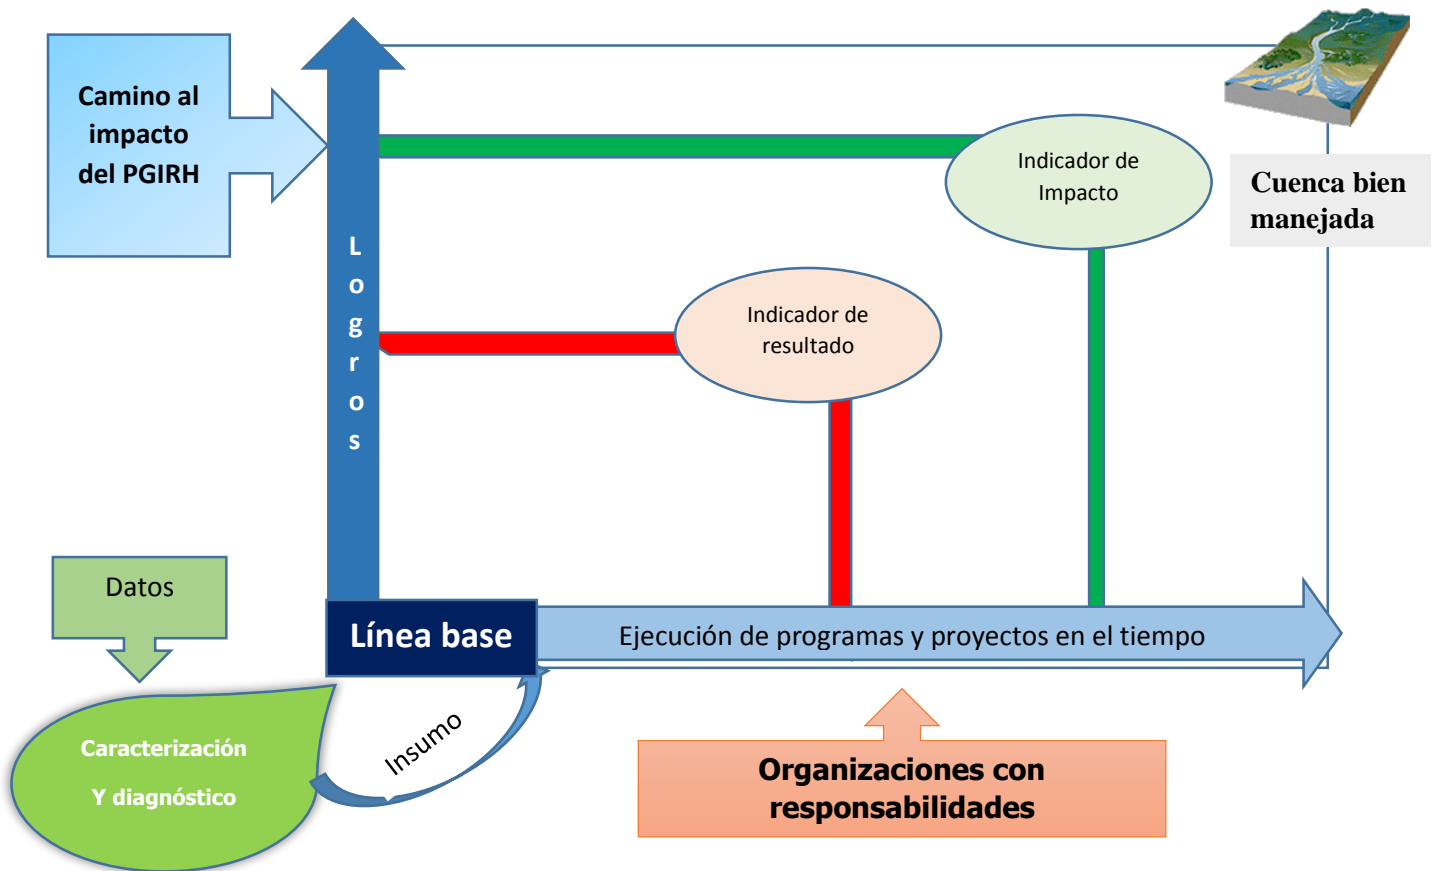 Camino al
impacto
del PGIRH
Logros
Indicador de
Impacto
Cuenca bien
manejada
Indicador de
resultado
Datos
Línea base
Ejecución de programas y proyectos en el tiempo
Caracterización
Y diagnóstico
Insumo
Organizaciones con
responsabilidades